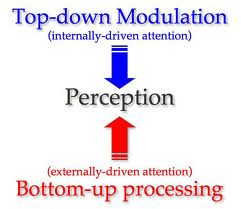 Top-down Modulation
(internally-driven attention)
Perception
(externally-driven attention)
Bottom-up processing